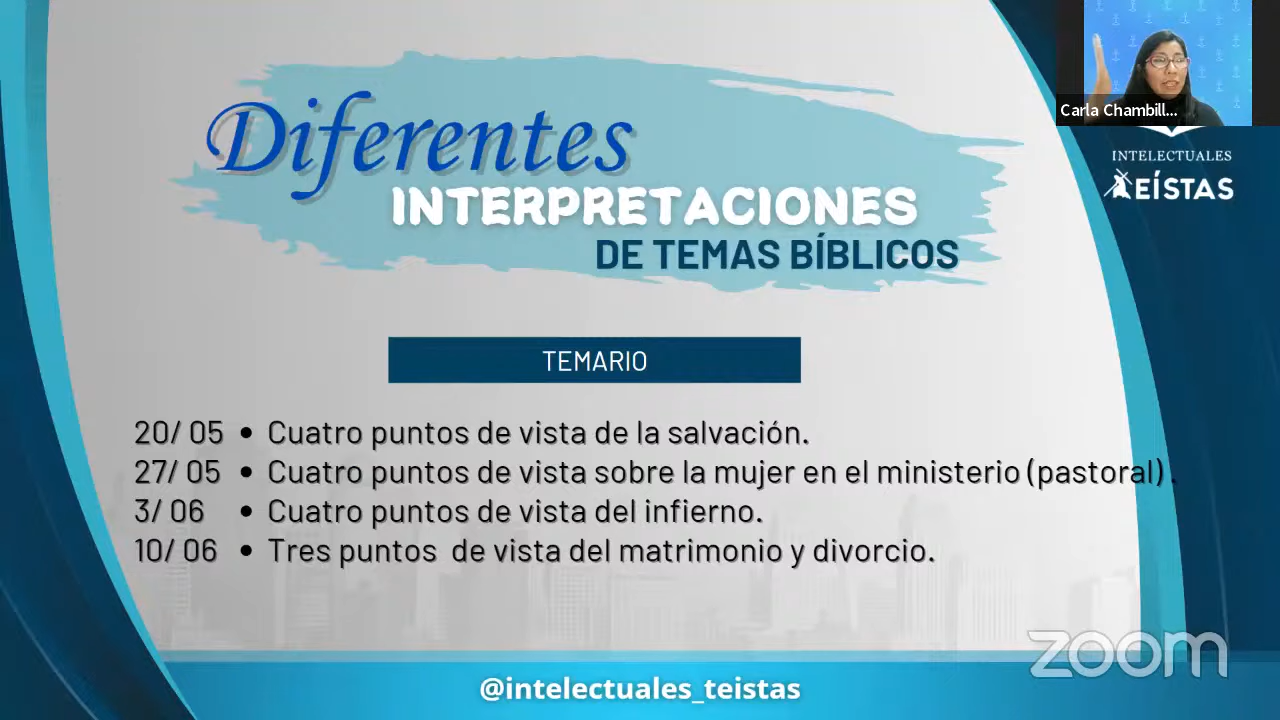 Diferentes
INTERPRETACIONES
DE TEMAS BÍBLICOS
Carla Chambill...
INTELECTUALES
TEÍSTAS
TEMARIO
20/ 05 • Cuatro puntos de vista de la salvación.
27/ 05 • Cuatro puntos de vista sobre la mujer en el ministerio (pastoral) .
3/ 06 • Cuatro puntos de vista del infierno.
10/ 06 • Tres puntos de vista del matrimonio y divorcio.
zoom
@intelectuales_teistas